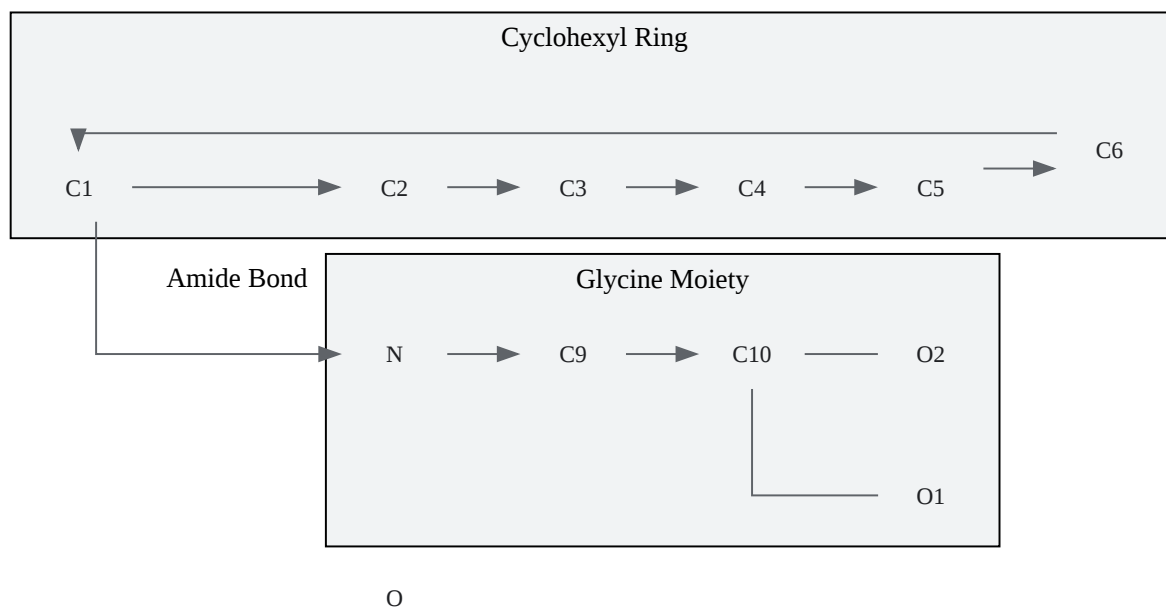 Cyclohexyl Ring
C6
C1 C2 C3 C4 C5
Amide Bond
Glycine Moiety
N C9 C10 O2
O1
O